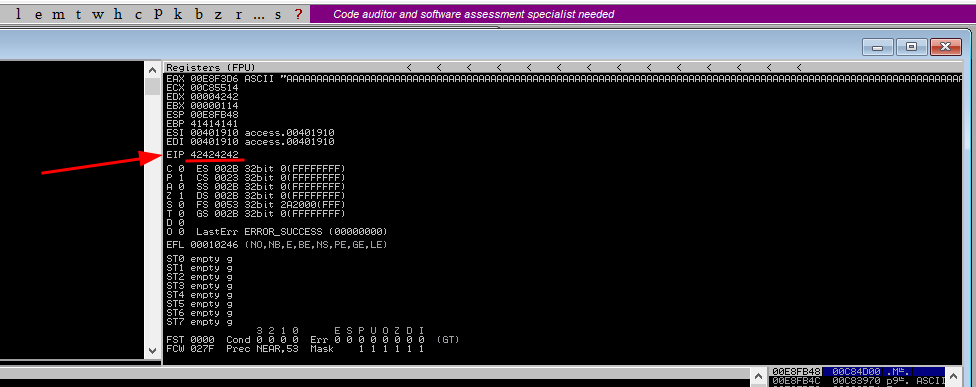 l e m t w h c p k b z r ... s ? Code auditor and software assessment specialist needed
Registers (FPU) < < < < < < < < < < < < < <
EAX 00E8F3D6 ASCII "AAAAAAAAAAAAAAAAAAAAAAAAAAAAAAAAAAAAAAAAAAAAAAAAAAAAAAAAAAAAAAAAAAAAAAAAAAAAAAAAAAAAAAAAAAAAAAAAAAAAAAAAAAAAA
ECX 00C85514
EDX 00004242
EBX 00000114
ESP 00E8FB48
EBP 41414141
ESI 00401910 access.00401910
EDI 00401910 access.00401910
EIP 42424242
C 0 ES 002B 32bit 0(FFFFFFFF)
P 1 CS 0023 32bit 0(FFFFFFFF)
A 0 SS 002B 32bit 0(FFFFFFFF)
Z 1 DS 002B 32bit 0(FFFFFFFF)
S 0 FS 0053 32bit 2A2000(FFF)
T 0 GS 002B 32bit 0(FFFFFFFF)
D 0
O 0 LastErr ERROR_SUCCESS (00000000)
EFL 00010246 (NO,NB,E,BE,NS,PE,GE,LE)
ST0 empty g
ST1 empty g
ST2 empty g
ST3 empty g
ST4 empty g
ST5 empty g
ST6 empty g
ST7 empty g
3 2 1 0 E S P U O Z D I
FST 0000 Cond 0 0 0 0 Err 0 0 0 0 0 0 0 0 (GT)
FCW 027F Prec NEAR,53 Mask 1 1 1 1 1 1
00E8FB48 00C84D00 .M
00E8FB4C 00C83970 p9 ASCII